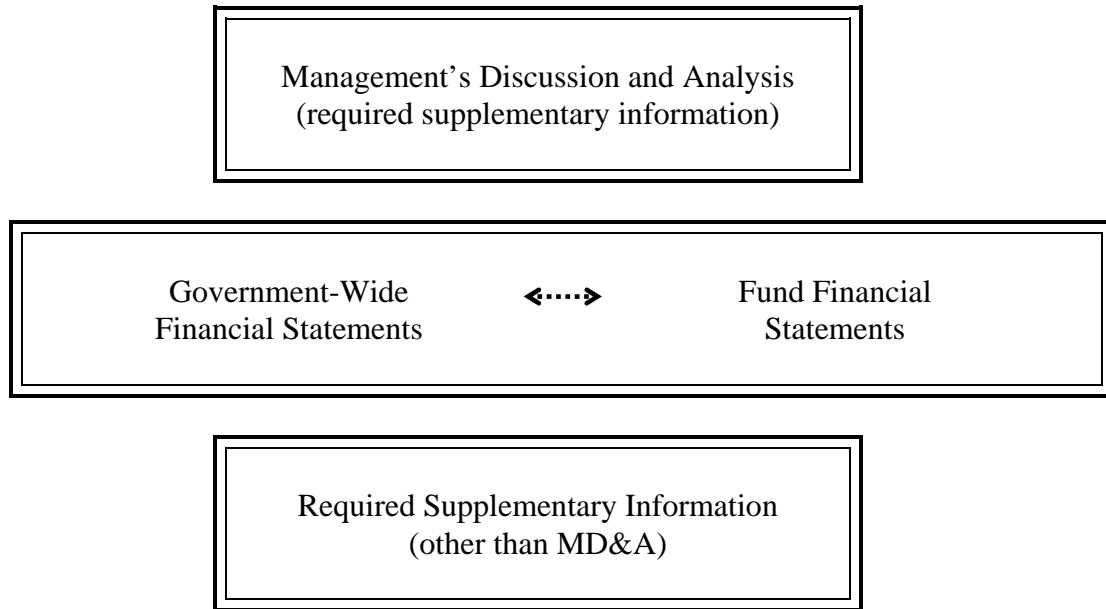 Management’s Discussion and Analysis
(required supplementary information)
Government-Wide
Financial Statements
Fund Financial
Statements
Required Supplementary Information
(other than MD&A)